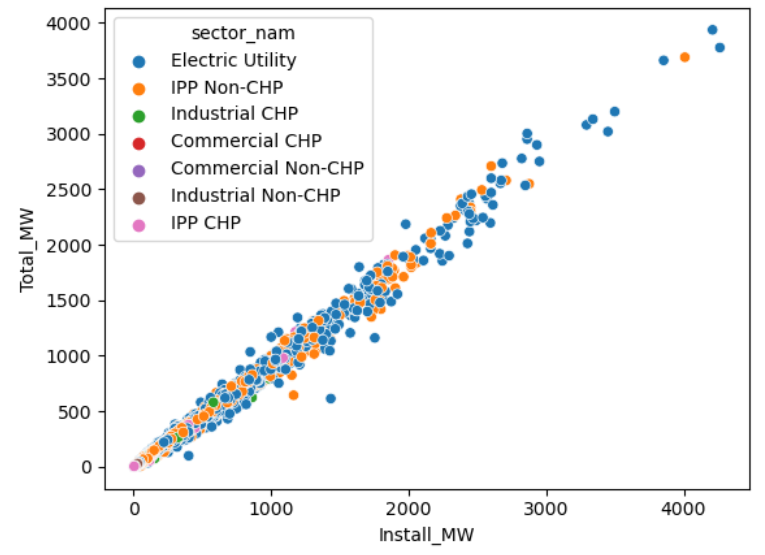 sector_nam
Electric Utility
IPP Non-CHP
Industrial CHP
Commercial CHP
Commercial Non-CHP
Industrial Non-CHP
IPP CHP
4000
3500
3000
2500
2000
1500
1000
500
0
Total_MW
0 1000 2000 3000 4000
Install_MW